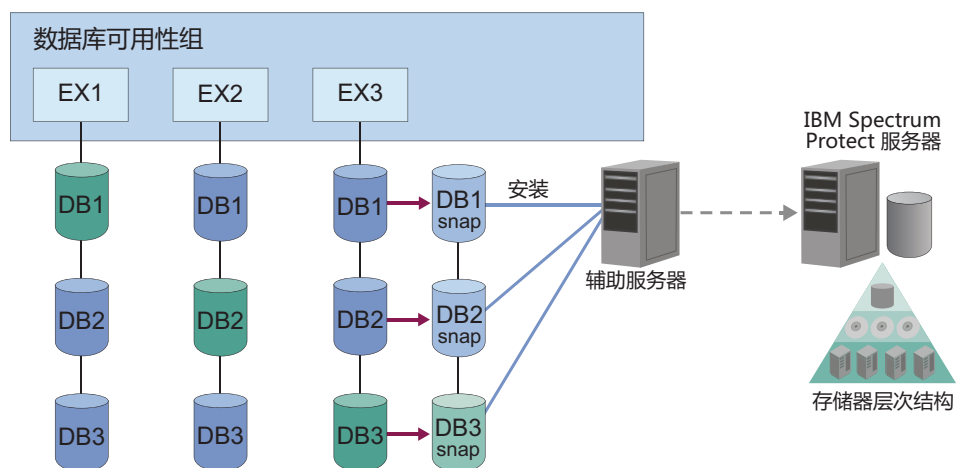 数据库可用性组
EX1
EX2
EX3
IBM Spectrum
Protect 服务器
DB1
DB1
DB1
DB1
snap
安装
辅助服务器
DB2
DB2
DB2
DB2
snap
DB3
DB3
DB3
DB3
snap
存储器层次结构